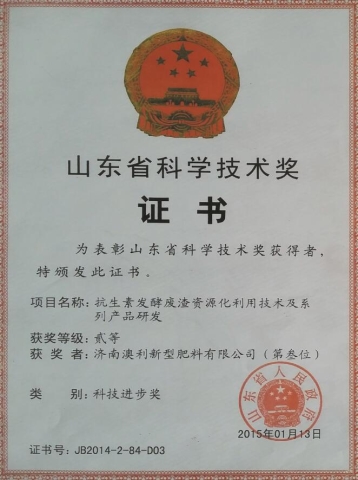 山东省科学技术奖
证书
为表彰山东省科学技术奖获得者，
特颁发此证书。
项目名称：抗生素发酵废渣资源化利用技术及系
列产品研发
获奖等级：贰等
获奖者：济南澳利新型肥料有限公司（第叁位）
类别：科技进步奖
山东省人民政府
2015年01月13日
证书号：JB2014-2-84-D03